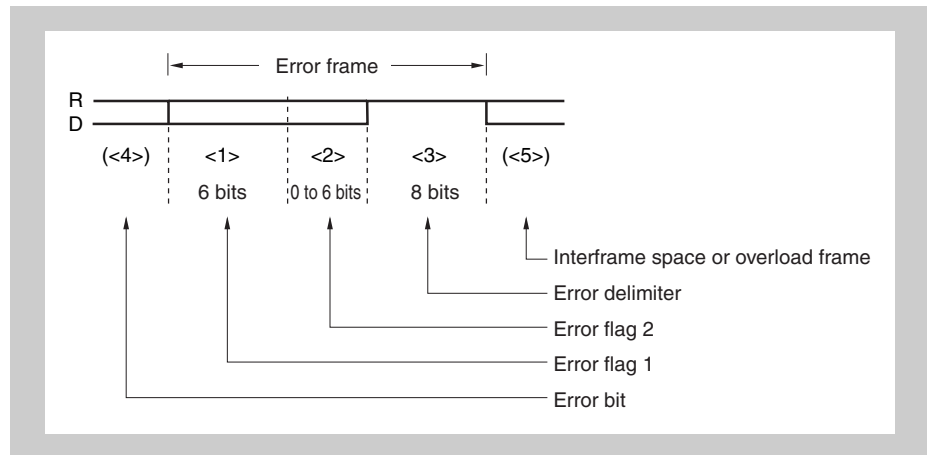 Error frame
R
D
(<4>) <1> <2> <3> (<5>)
6 bits 0 to 6 bits 8 bits
Interframe space or overload frame
Error delimiter
Error flag 2
Error flag 1
Error bit